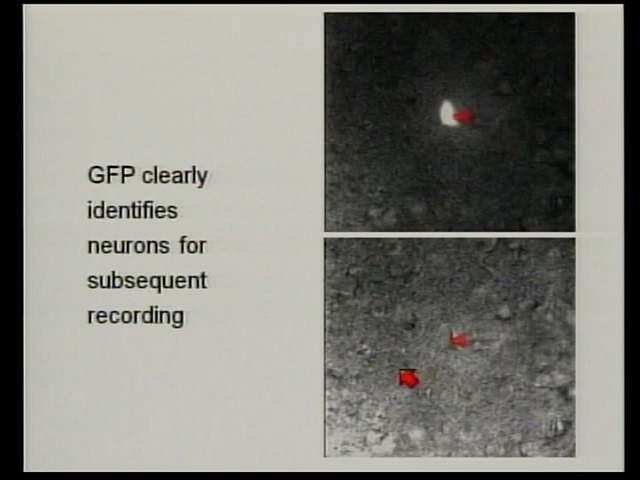 GFP clearly
identifies
neurons for
subsequent
recording